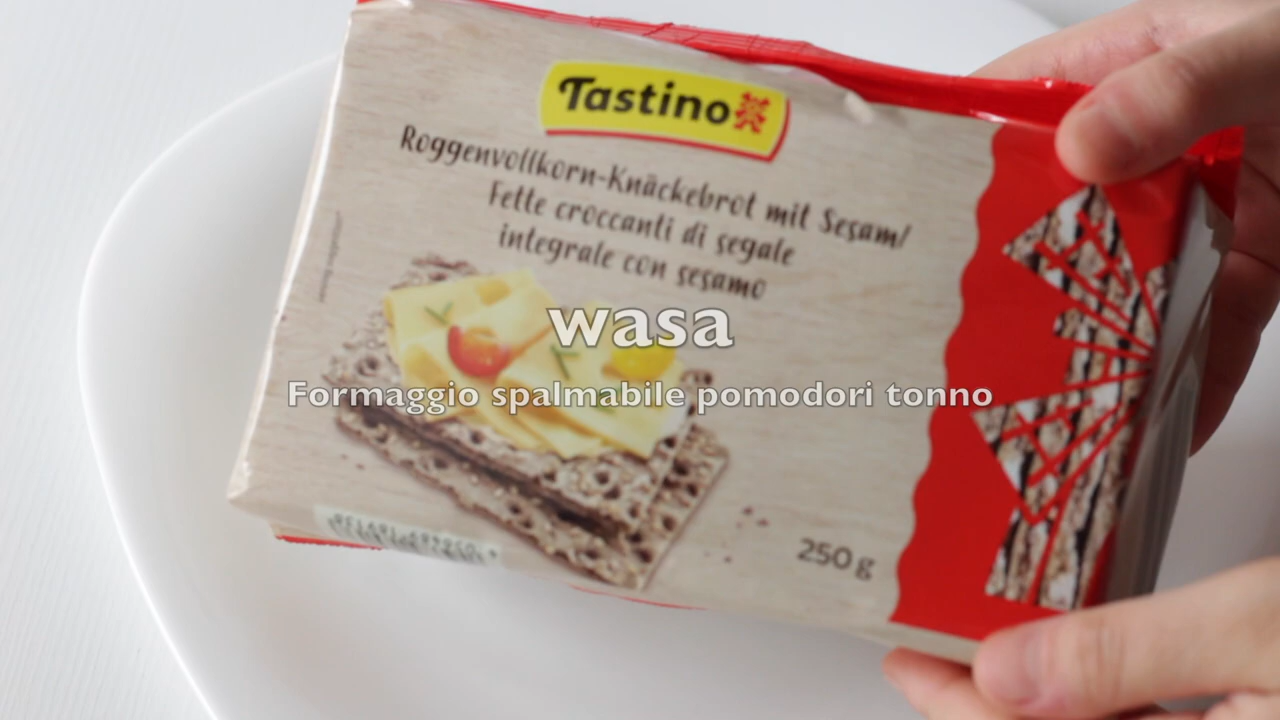 Tastino
Roggenvollkorn-Knäckebrot mit Sesam/
Fette croccanti di segale
integrale con sesamo
wasa
Formaggio spalmabile pomodori tonno
250 g